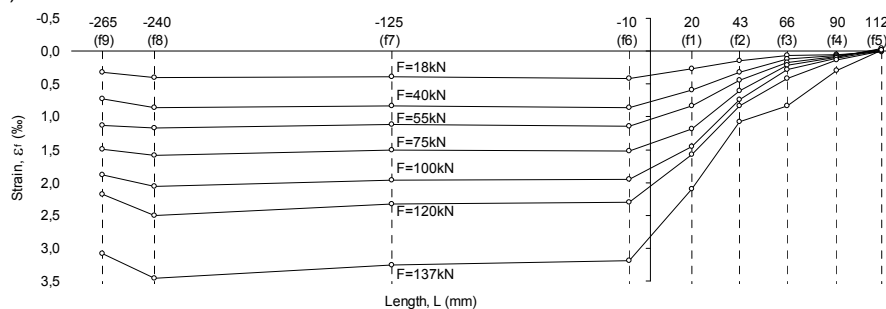 )
-0,5
-265 -240 -125 -10 20 43 66 90 112
(f9) (f8) (f7) (f6) (f1) (f2) (f3) (f4) (f5)
0,0
F=18kN
0,5
F=40kN
1,0
F=55kN
1,5
F=75kN
F=100kN
2,0
F=120kN
2,5
3,0
F=137kN
3,5
Strain, εf (‰)
Length, L (mm)